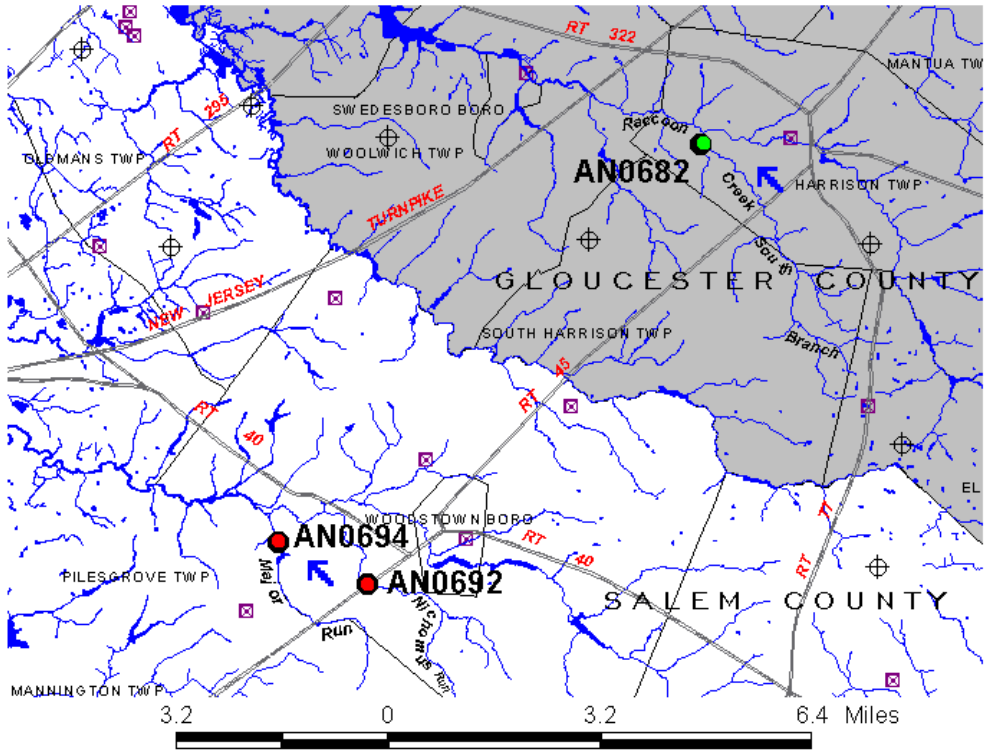 RT 322
MANTUA TW
SWEDESBORO BORO
RT 295
Raccoon
OLDMANS TWP
WOOLWICH TWP
AN0682
Creek
HARRISON TWP
TURNPIKE
South
GLOUCESTER COUNTY
NEW JERSEY
SOUTH HARRISON TWP
Branch
RT 45
RT 40
EL
WOODSTOWN BORO
RT 77
AN0694
RT 40
PILESGROVE TWP
AN0692
Major
Run
SALEM COUNTY
Nichomus Run
MANNINGTON TWP
3.2 0 3.2 6.4 Miles